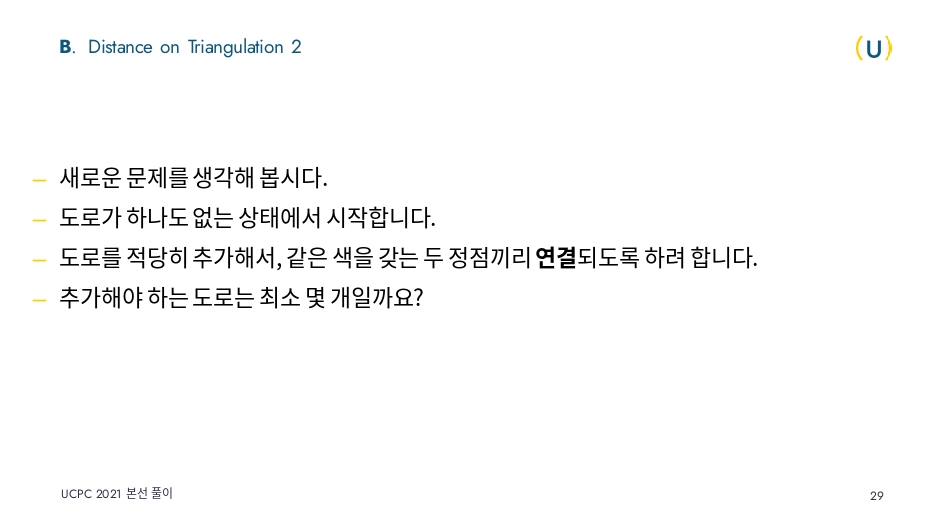 B. Distance on Triangulation 2
(U)
– 새로운 문제를 생각해 봅시다.
– 도로가 하나도 없는 상태에서 시작합니다.
– 도로를 적당히 추가해서, 같은 색을 갖는 두 정점끼리 연결되도록 하려 합니다.
– 추가해야 하는 도로는 최소 몇 개일까요?
UCPC 2021 본선 풀이
29